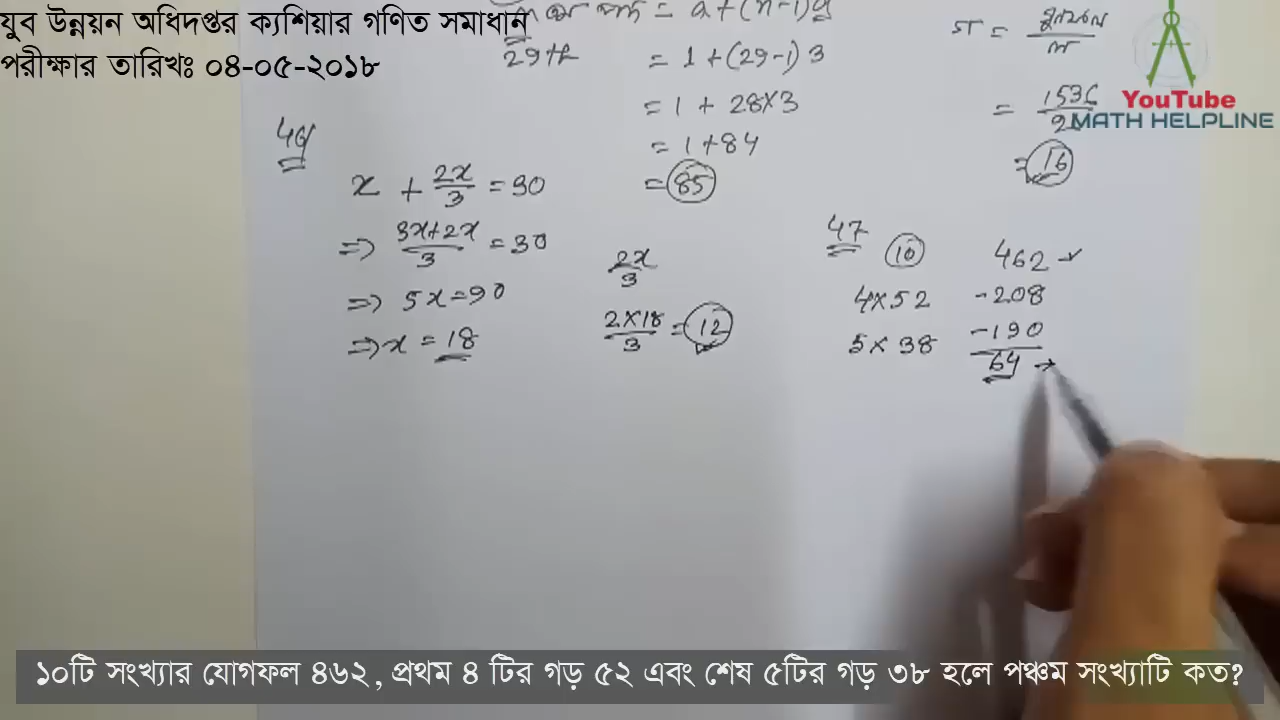 যুব উন্নয়ন অধিদপ্তর ক্যশিয়ার গণিত সমাধান
পরীক্ষার তারিখঃ ০৪-০৫-২০১৮
= a + (n-1)d
29th = 1 + (29-1) 3
= 1 + 28×3
= 1+84
= 85
= 1536
= 16
YouTube
MATH HELPLINE
46
x + 2x/3 = 30
=> 3x+2x/3 = 30
=> 5x=90
=> x = 18
2x/3
2×18/3 = 12
47
10
462
4×52 -208
5×38 -190
64
১০টি সংখ্যার যোগফল ৪৬২, প্রথম ৪ টির গড় ৫২ এবং শেষ ৫টির গড় ৩৮ হলে পঞ্চম সংখ্যাটি কত?